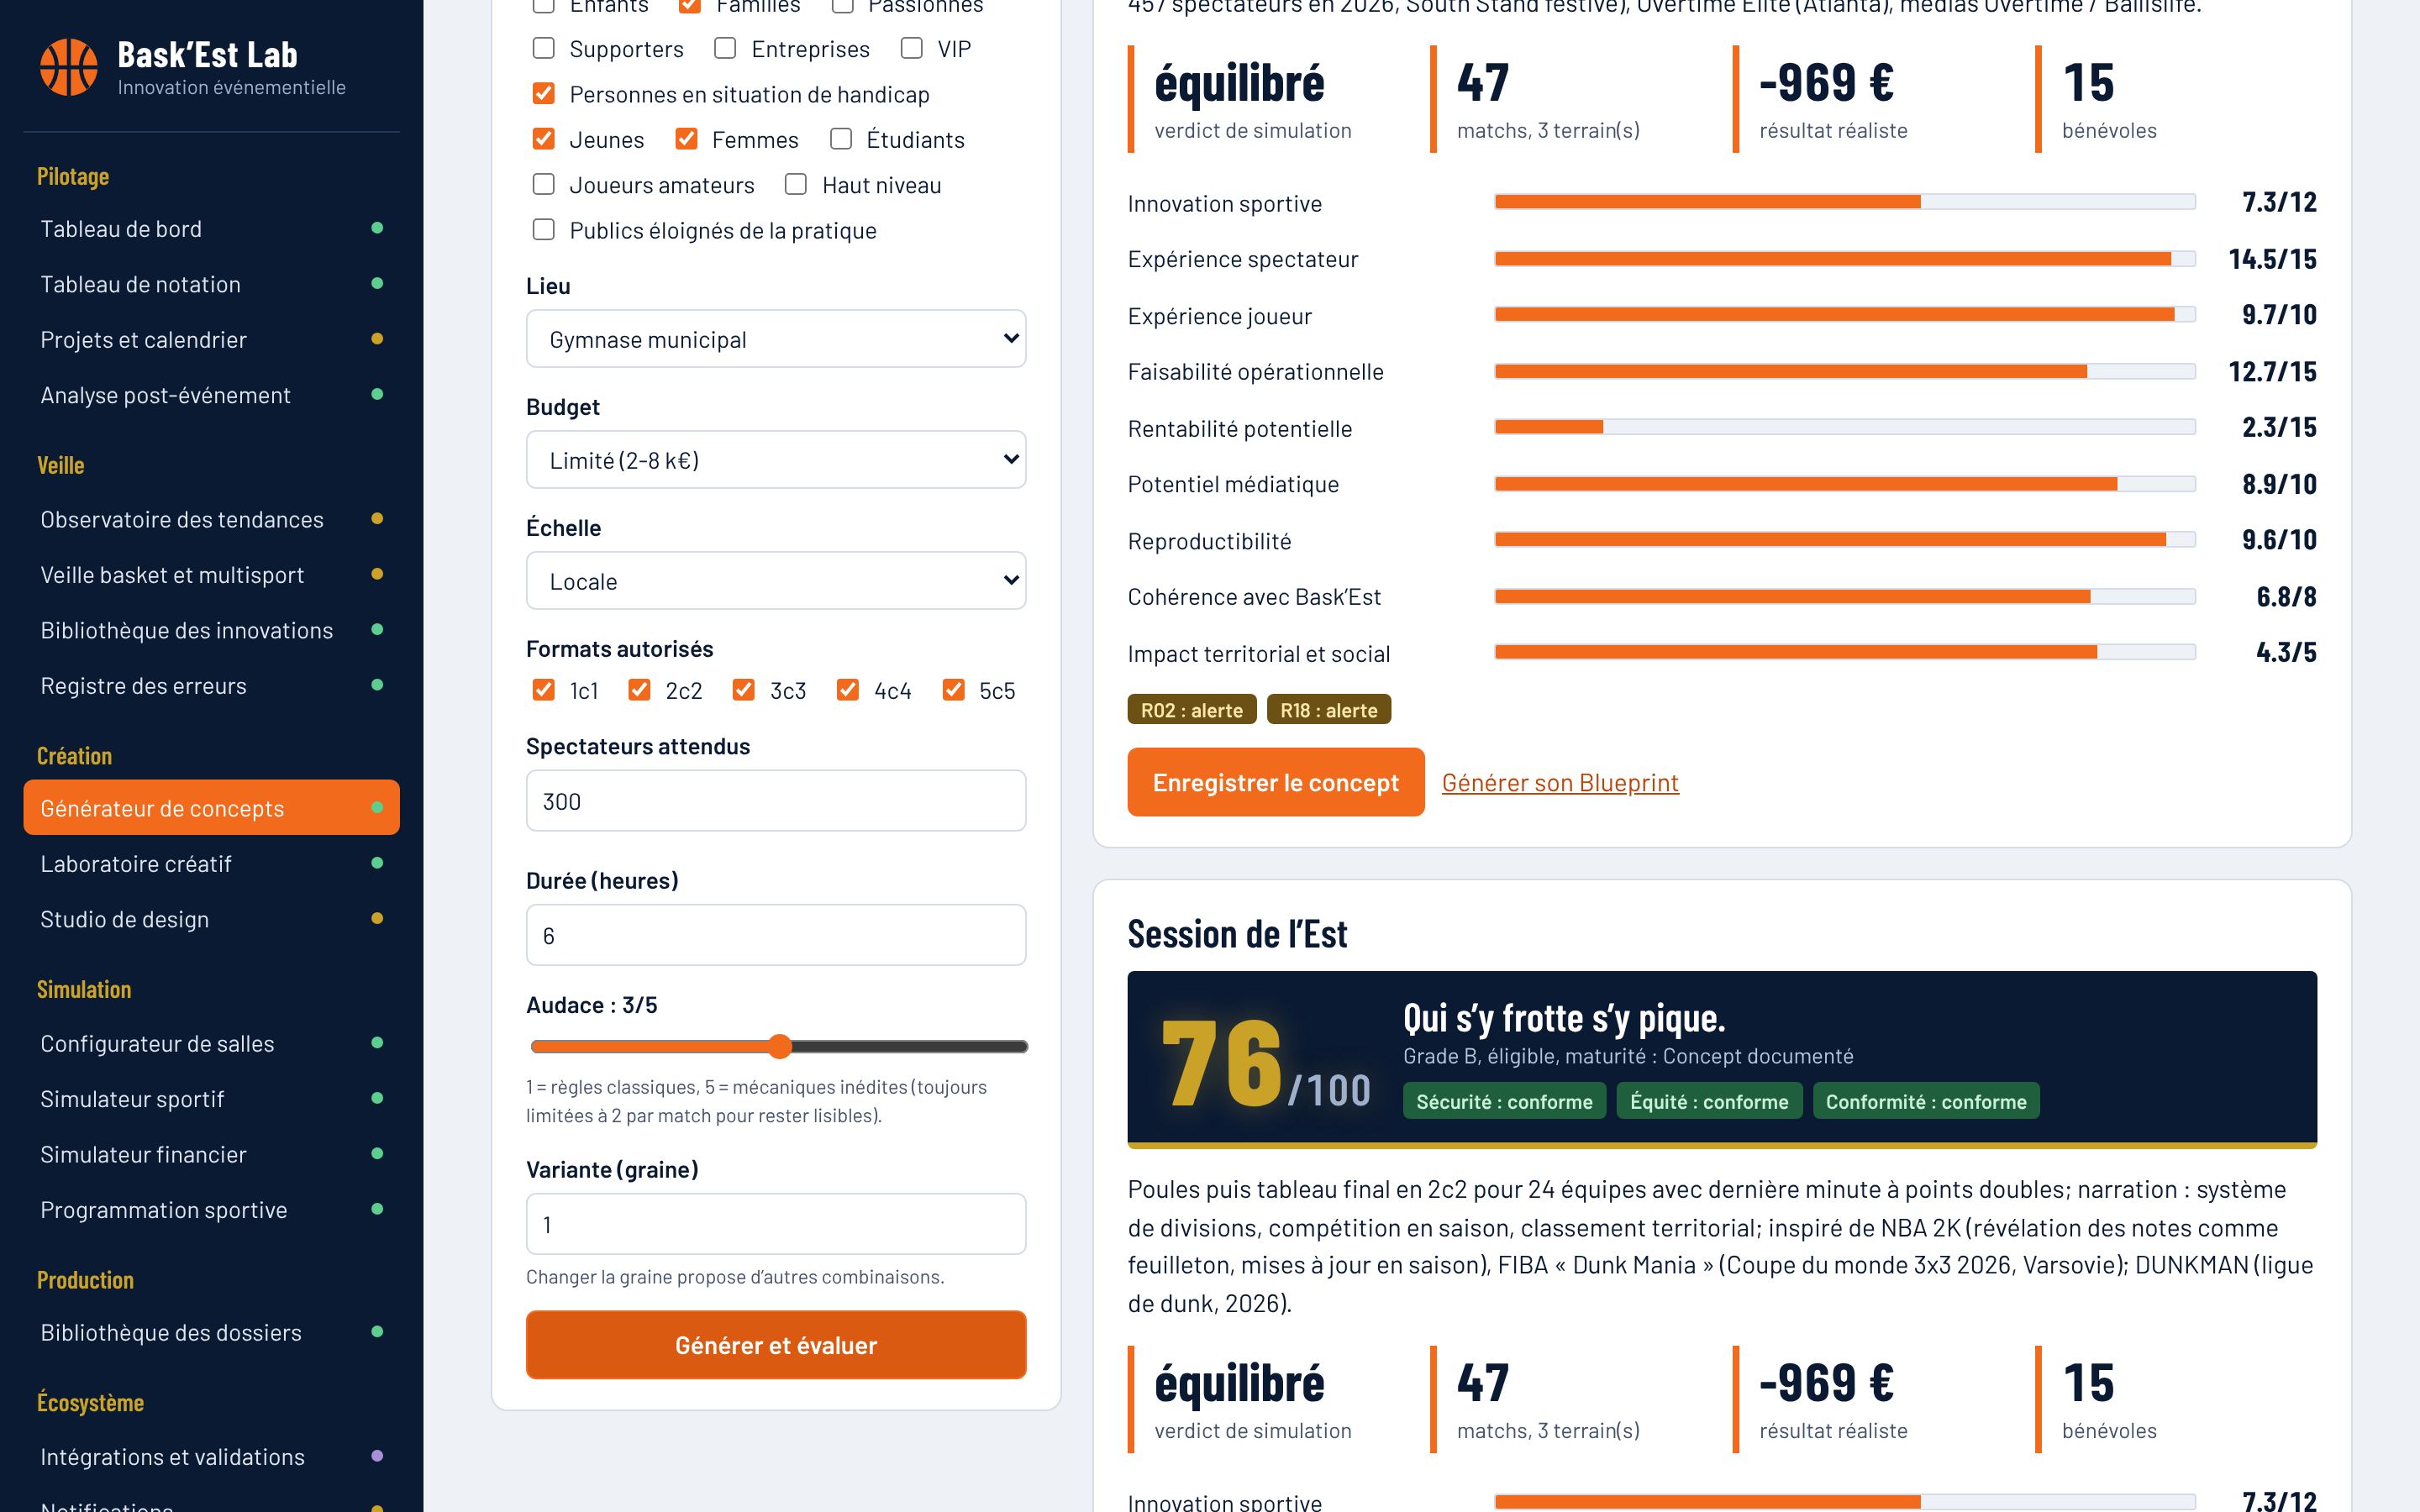 Bask'Est Lab
Innovation événementielle
Pilotage
Tableau de bord
Tableau de notation
Projets et calendrier
Analyse post-événement
Veille
Observatoire des tendances
Veille basket et multisport
Bibliothèque des innovations
Registre des erreurs
Création
Générateur de concepts
Laboratoire créatif
Studio de design
Simulation
Configurateur de salles
Simulateur sportif
Simulateur financier
Programmation sportive
Production
Bibliothèque des dossiers
Écosystème
Intégrations et validations
Notifications
Enfants Familles Passionnés
Supporters Entreprises VIP
Personnes en situation de handicap
Jeunes Femmes Étudiants
Joueurs amateurs Haut niveau
Publics éloignés de la pratique
Lieu
Gymnase municipal
Budget
Limité (2-8 k€)
Échelle
Locale
Formats autorisés
1c1 2c2 3c3 4c4 5c5
Spectateurs attendus
300
Durée (heures)
6
Audace : 3/5
1 = règles classiques, 5 = mécaniques inédites (toujours
limitées à 2 par match pour rester lisibles).
Variante (graine)
1
Changer la graine propose d'autres combinaisons.
Générer et évaluer
457 spectateurs en 2026, South Stand festive), Overtime Elite (Atlanta), médias Overtime / Ballislife.
équilibré 47 -969 € 15
verdict de simulation matchs, 3 terrain(s) résultat réaliste bénévoles
Innovation sportive 7.3/12
Expérience spectateur 14.5/15
Expérience joueur 9.7/10
Faisabilité opérationnelle 12.7/15
Rentabilité potentielle 2.3/15
Potentiel médiatique 8.9/10
Reproductibilité 9.6/10
Cohérence avec Bask'Est 6.8/8
Impact territorial et social 4.3/5
R02 : alerte R18 : alerte
Enregistrer le concept Générer son Blueprint
Session de l'Est
76/100
Qui s'y frotte s'y pique.
Grade B, éligible, maturité : Concept documenté
Sécurité : conforme Équité : conforme Conformité : conforme
Poules puis tableau final en 2c2 pour 24 équipes avec dernière minute à points doubles; narration : système
de divisions, compétition en saison, classement territorial; inspiré de NBA 2K (révélation des notes comme
feuilleton, mises à jour en saison), FIBA « Dunk Mania » (Coupe du monde 3x3 2026, Varsovie); DUNKMAN (ligue
de dunk, 2026).
équilibré 47 -969 € 15
verdict de simulation matchs, 3 terrain(s) résultat réaliste bénévoles
Innovation sportive 7.3/12